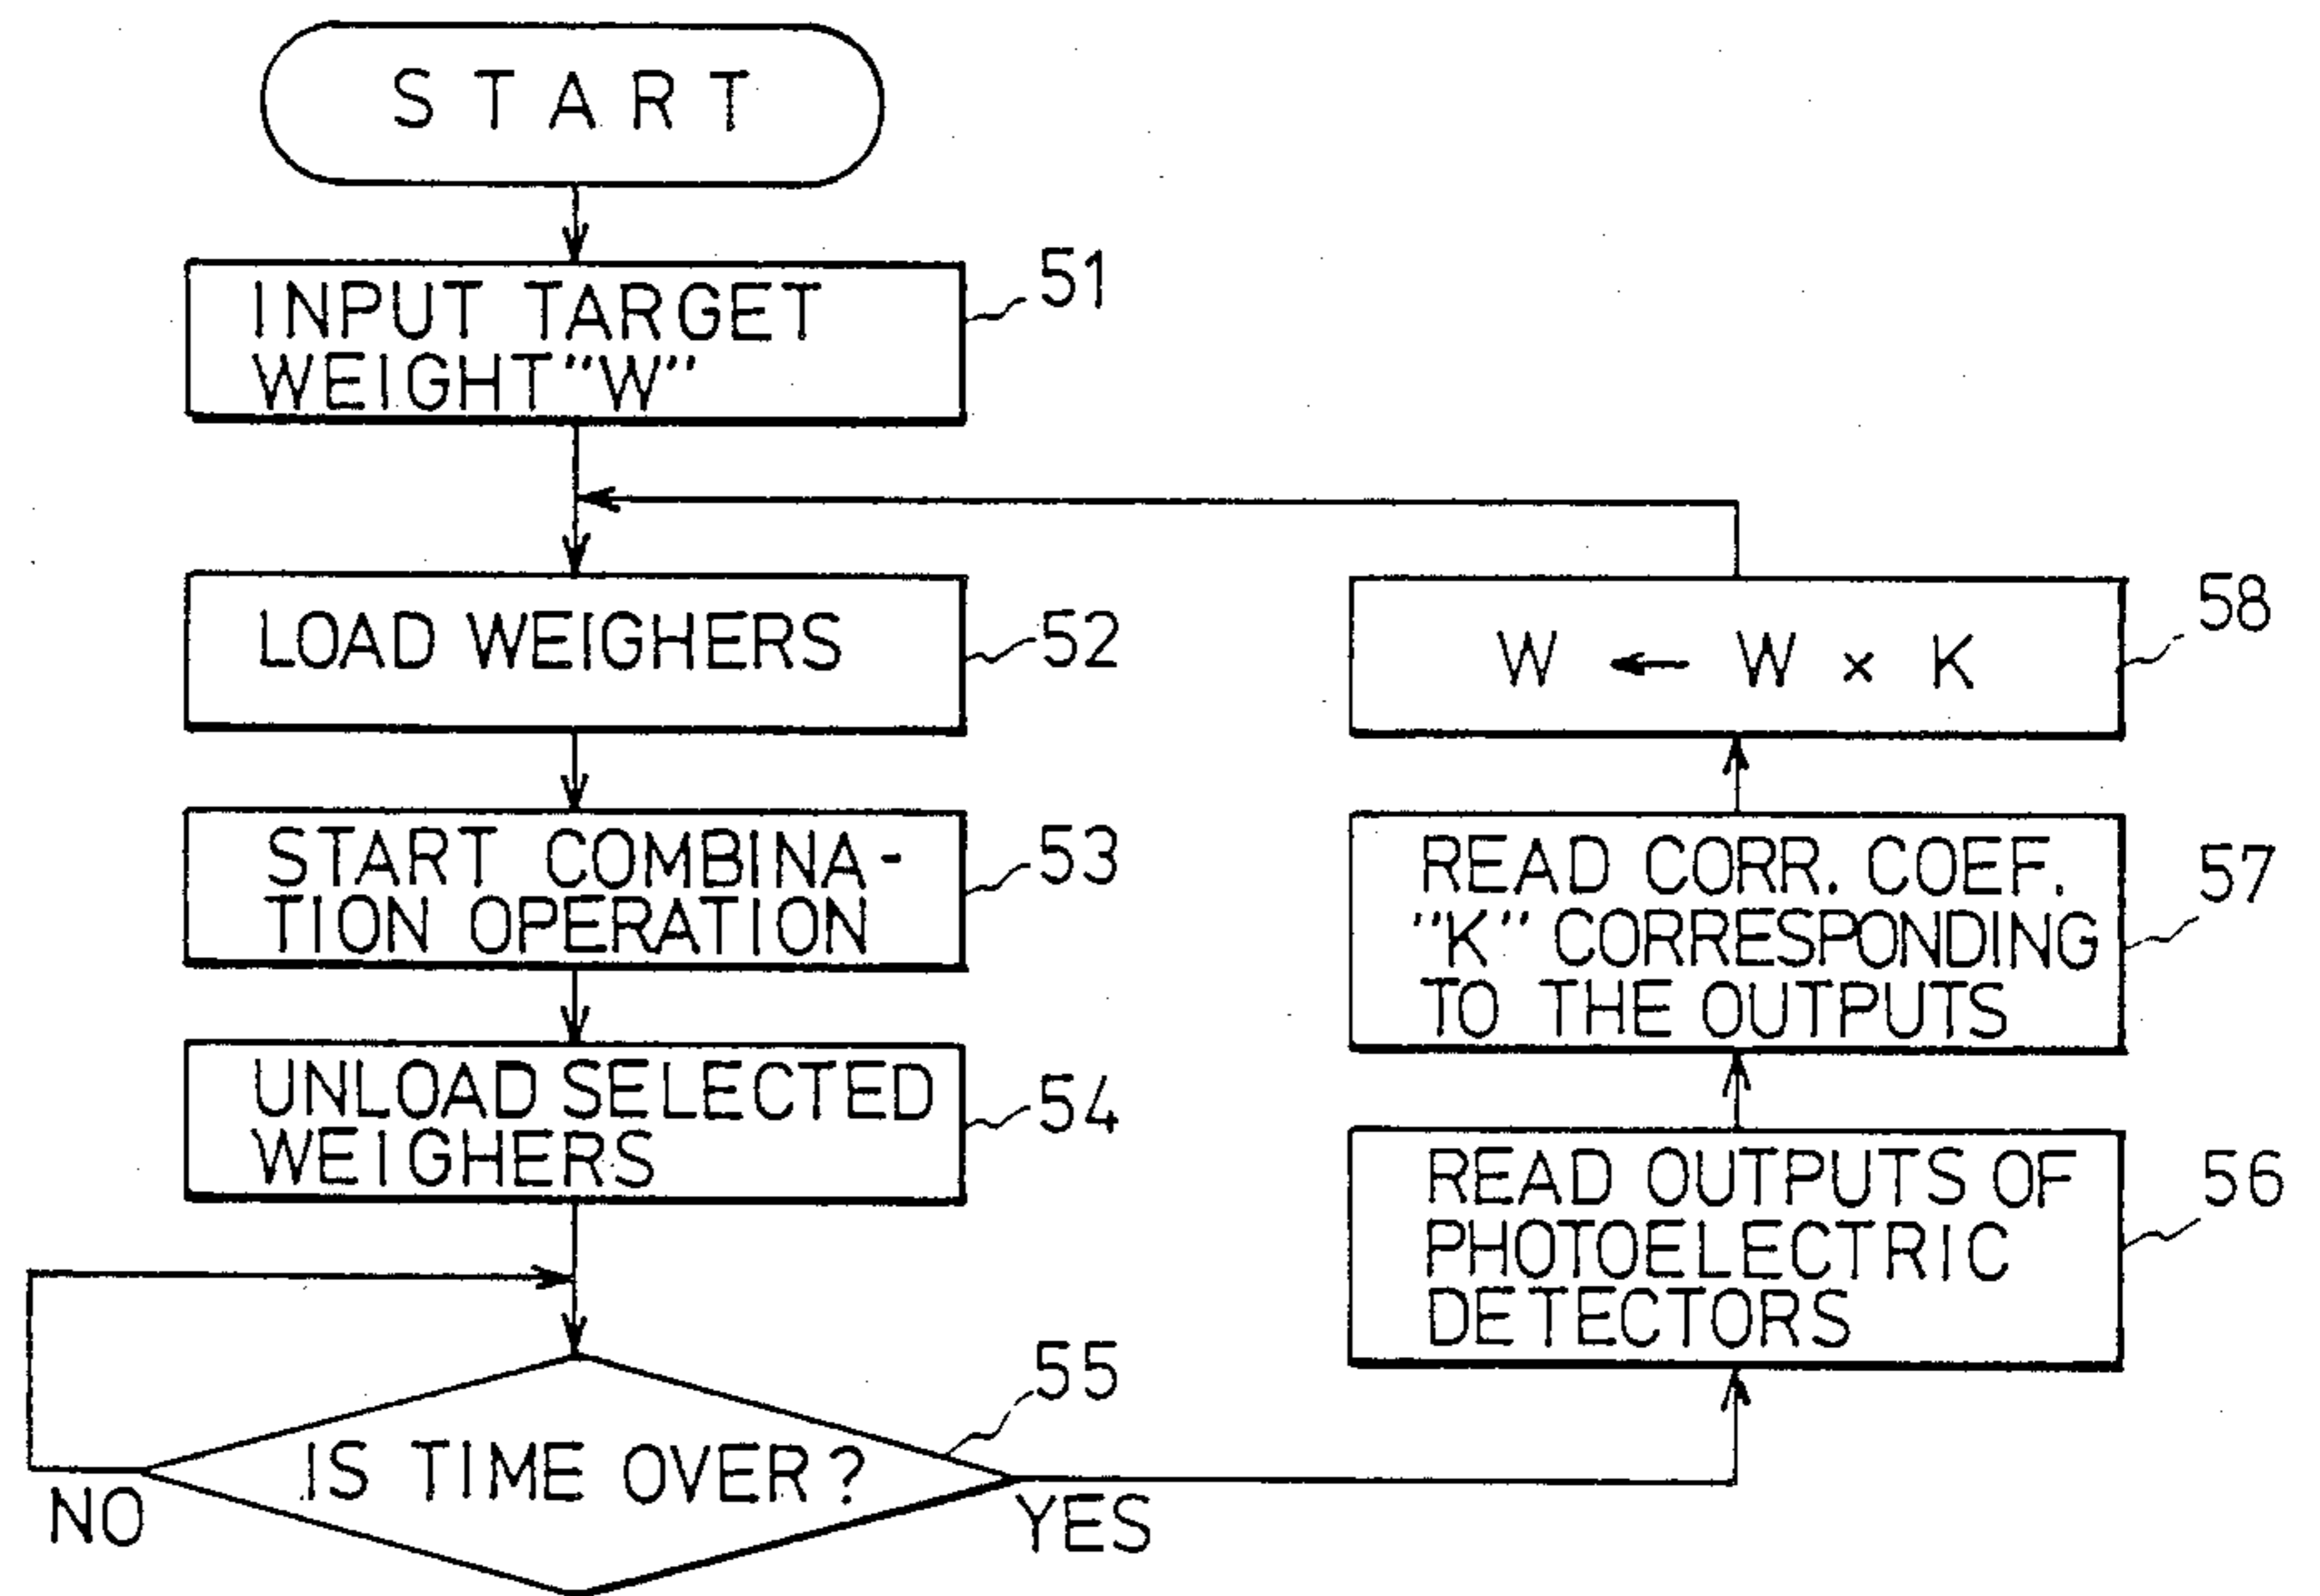 START
INPUT TARGET
WEIGHT "W"
51
LOAD WEIGHERS
52
START COMBINA-
TION OPERATION
53
UNLOAD SELECTED
WEIGHERS
54
IS TIME OVER?
55
NO
YES
READ OUTPUTS OF
PHOTOELECTRIC
DETECTORS
56
READ CORR. COEF.
"K" CORRESPONDING
TO THE OUTPUTS
57
W ← W × K
58